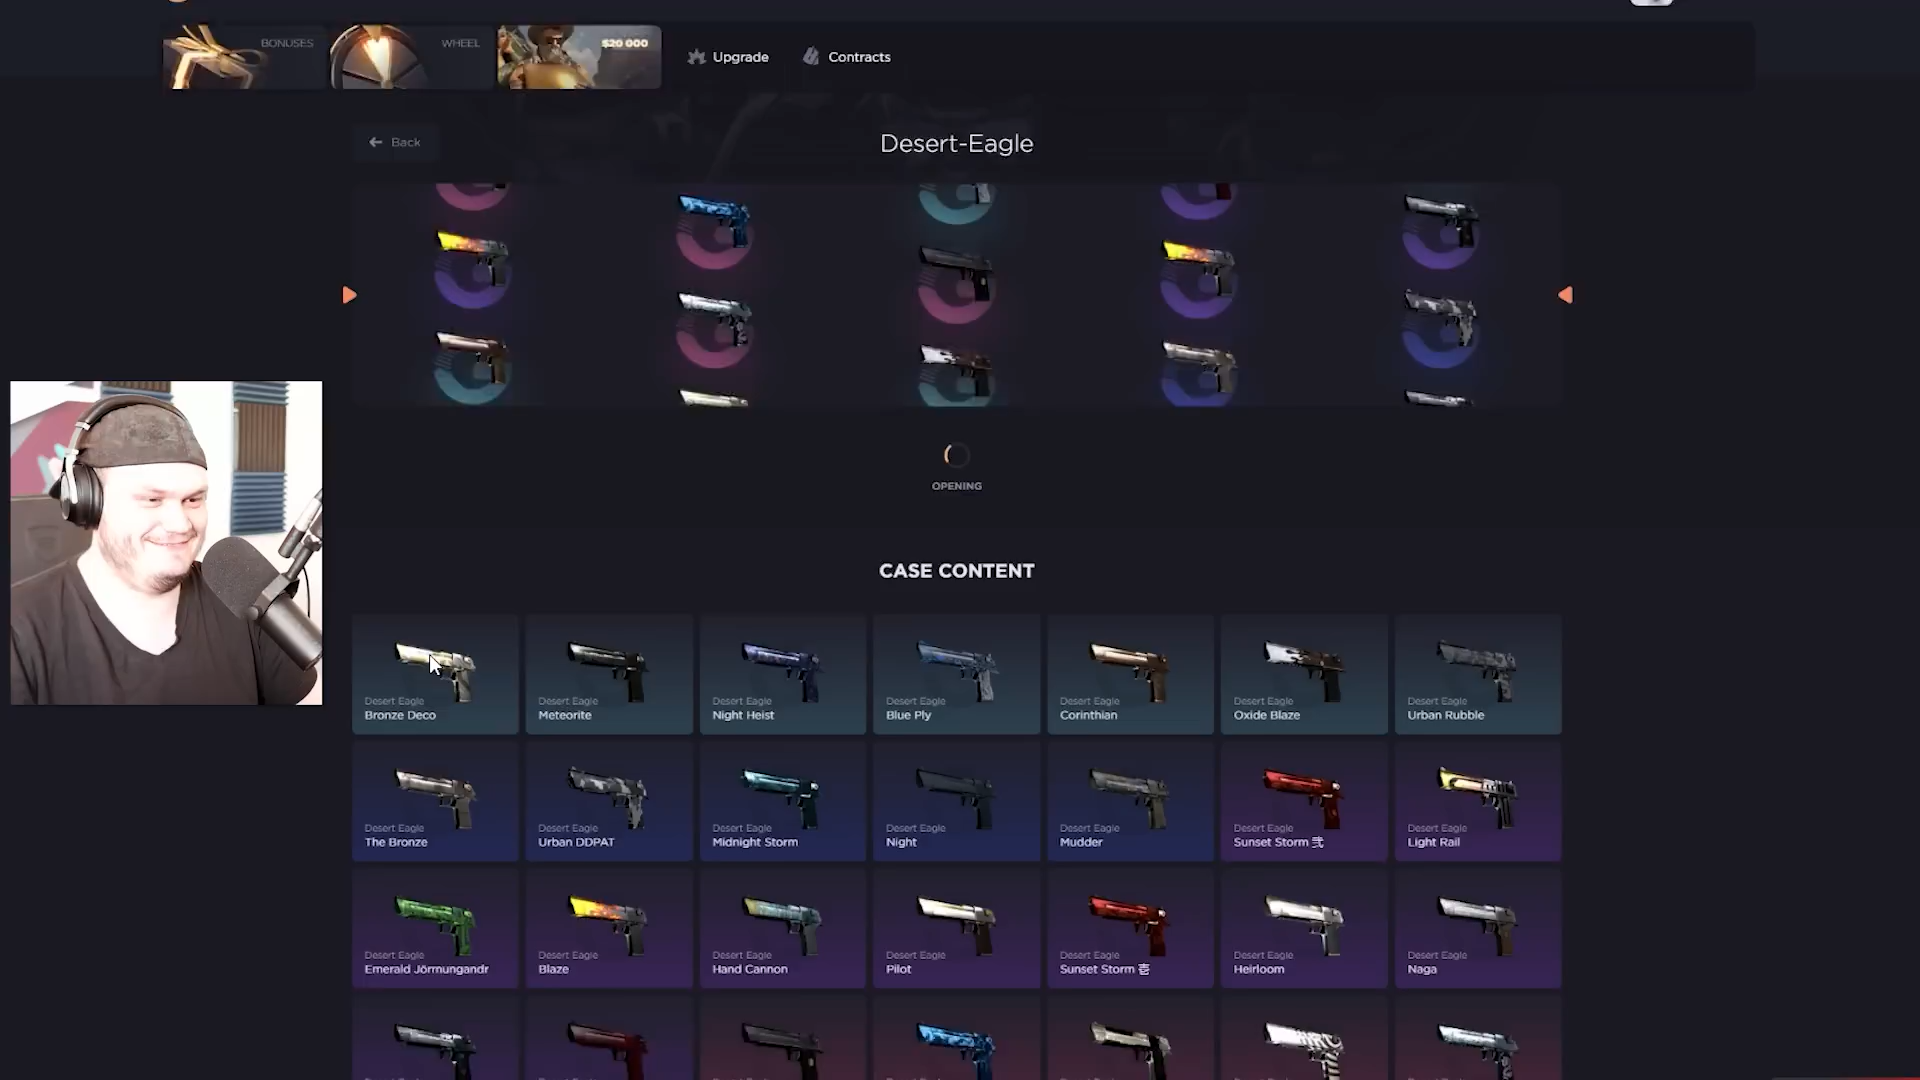 BONUSES
WHEEL
$20 000
Upgrade
Contracts
Back
Desert-Eagle
OPENING
CASE CONTENT
Desert Eagle
Bronze Deco
Desert Eagle
Meteorite
Desert Eagle
Night Heist
Desert Eagle
Blue Ply
Desert Eagle
Corinthian
Desert Eagle
Oxide Blaze
Desert Eagle
Urban Rubble
Desert Eagle
The Bronze
Desert Eagle
Urban DDPAT
Desert Eagle
Midnight Storm
Desert Eagle
Night
Desert Eagle
Mudder
Desert Eagle
Sunset Storm 弐
Desert Eagle
Light Rail
Desert Eagle
Emerald Jörmungandr
Desert Eagle
Blaze
Desert Eagle
Hand Cannon
Desert Eagle
Pilot
Desert Eagle
Sunset Storm 壱
Desert Eagle
Heirloom
Desert Eagle
Naga